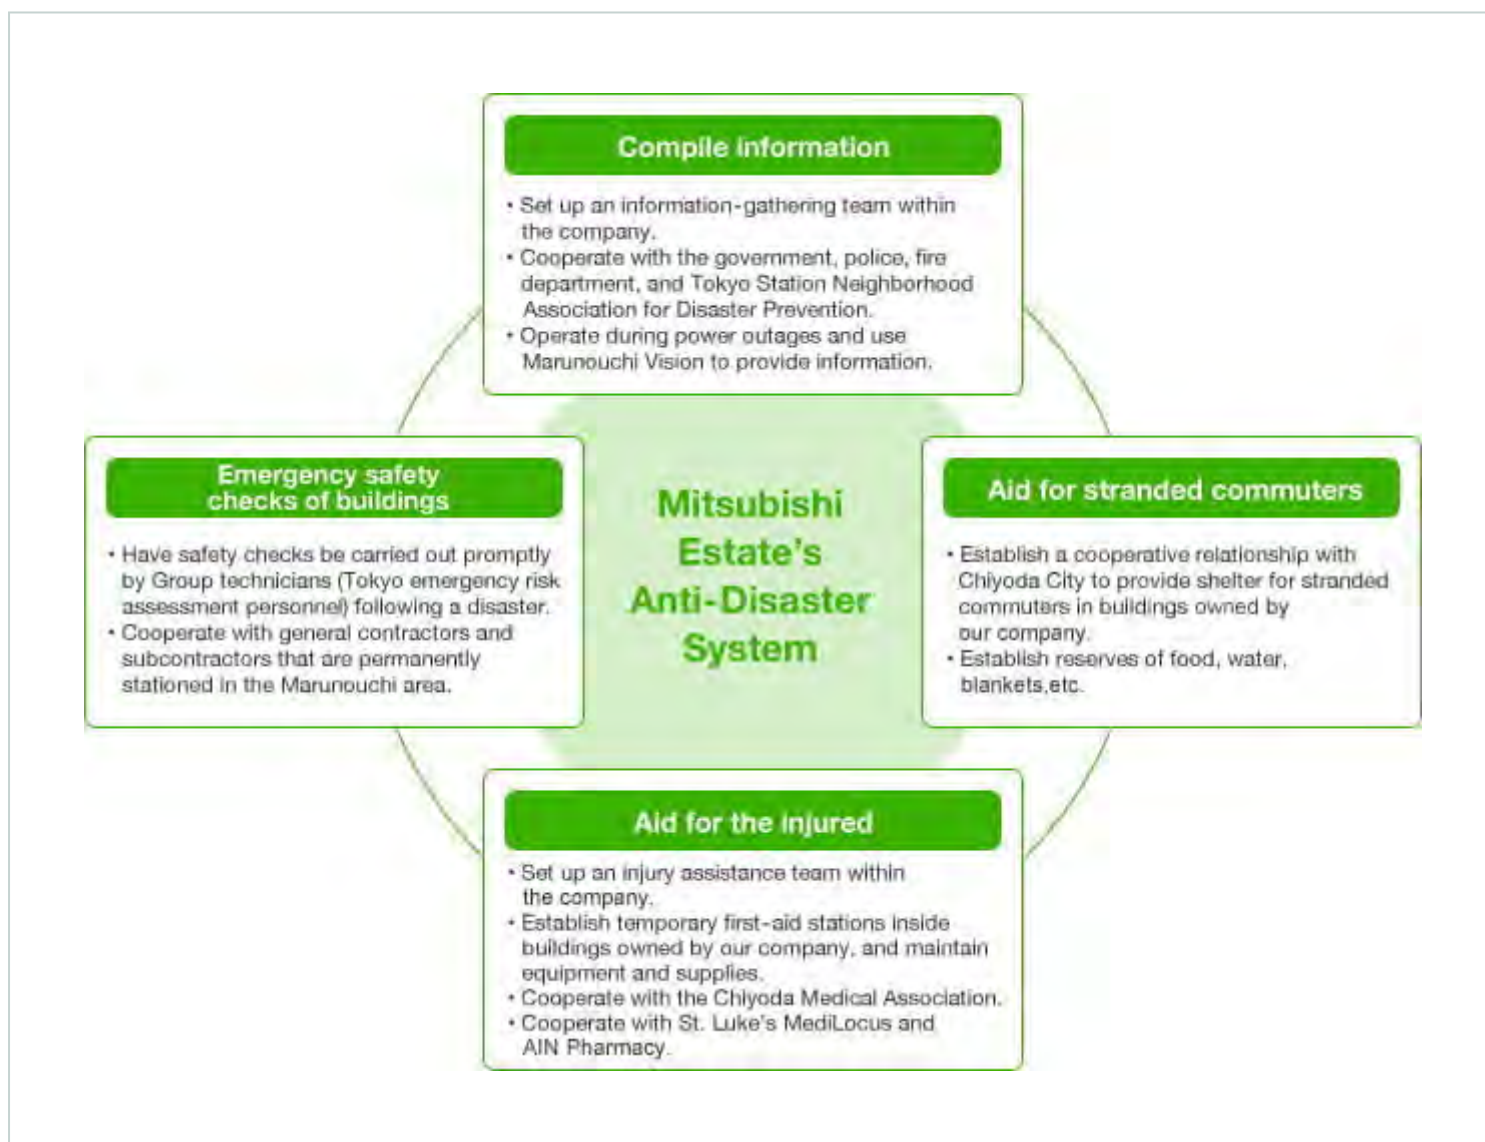 Compile information
• Set up an information-gathering team within
the company.
• Cooperate with the government, police, fire
department, and Tokyo Station Neighborhood
Association for Disaster Prevention.
• Operate during power outages and use
Marunouchi Vision to provide information.
Emergency safety
checks of buildings
• Have safety checks be carried out promptly
by Group technicians (Tokyo emergency risk
assessment personnel) following a disaster.
• Cooperate with general contractors and
subcontractors that are permanently
stationed in the Marunouchi area.
Mitsubishi
Estate's
Anti-Disaster
System
Aid for stranded commuters
• Establish a cooperative relationship with
Chiyoda City to provide shelter for stranded
commuters in buildings owned by
our company.
• Establish reserves of food, water,
blankets,etc.
Aid for the injured
• Set up an injury assistance team within
the company.
• Establish temporary first-aid stations inside
buildings owned by our company, and maintain
equipment and supplies.
• Cooperate with the Chiyoda Medical Association.
• Cooperate with St. Luke's MediLocus and
AIN Pharmacy.